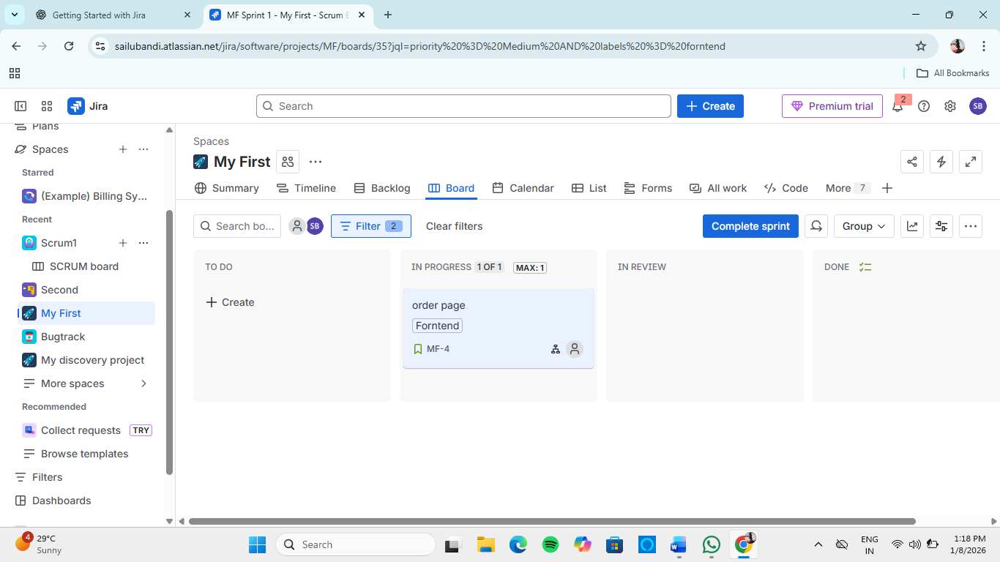 Getting Started with Jira
MF Sprint 1 - My First - Scrum B
sailubandi.atlassian.net/jira/software/projects/MF/boards/35?jql=priority%20%3D%20Medium%20AND%20labels%20%3D%20forntend
All Bookmarks
Jira
Search
Create
Premium trial
2
SB
Plans
Spaces
Starred
(Example) Billing Sy...
Recent
Scrum1
SCRUM board
Second
My First
Bugtrack
My discovery project
More spaces
Recommended
Collect requests TRY
Browse templates
Filters
Dashboards
Spaces
My First
Summary Timeline Backlog Board Calendar List Forms All work Code More 7
Search bo... SB Filter 2 Clear filters Complete sprint Group
TO DO
Create
IN PROGRESS 1 OF 1 MAX: 1
order page
Forntend
MF-4
IN REVIEW
DONE
4
29°C
Sunny
Search
ENG
IN
1:18 PM
1/8/2026